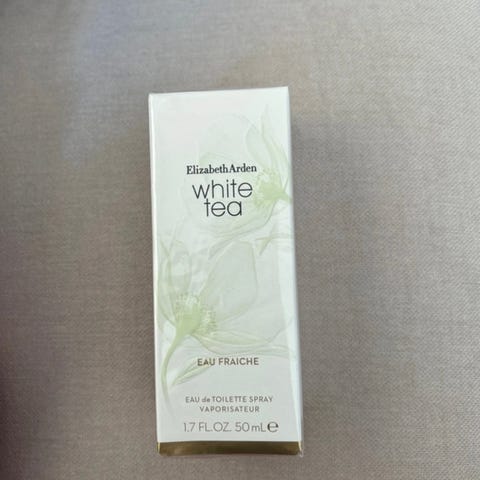 ElizabethArden
white
tea
EAU FRAICHE
EAU de TOILETTE SPRAY
VAPORISATEUR
1.7 FL.OZ. 50 mL ℮